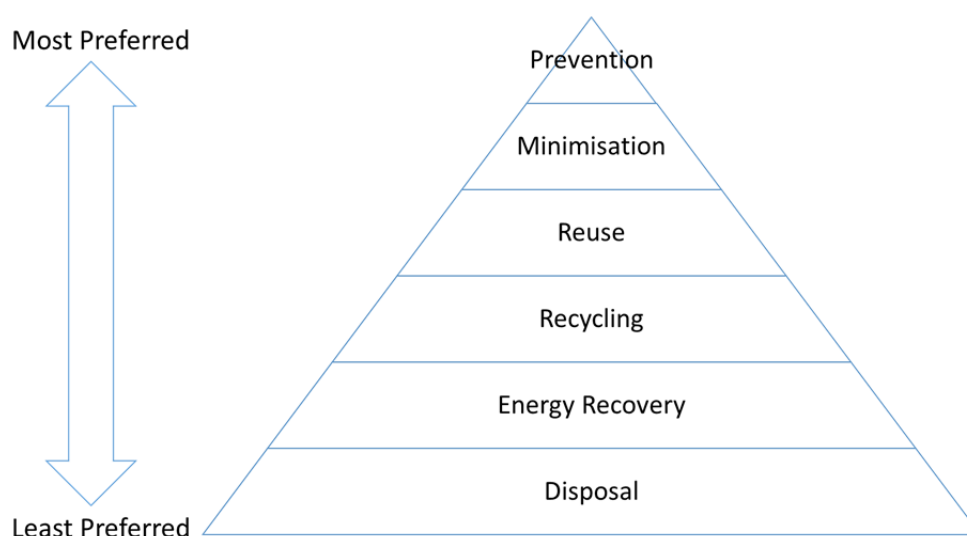 Most Preferred
Prevention
Minimisation
Reuse
Recycling
Energy Recovery
Disposal
Least Preferred